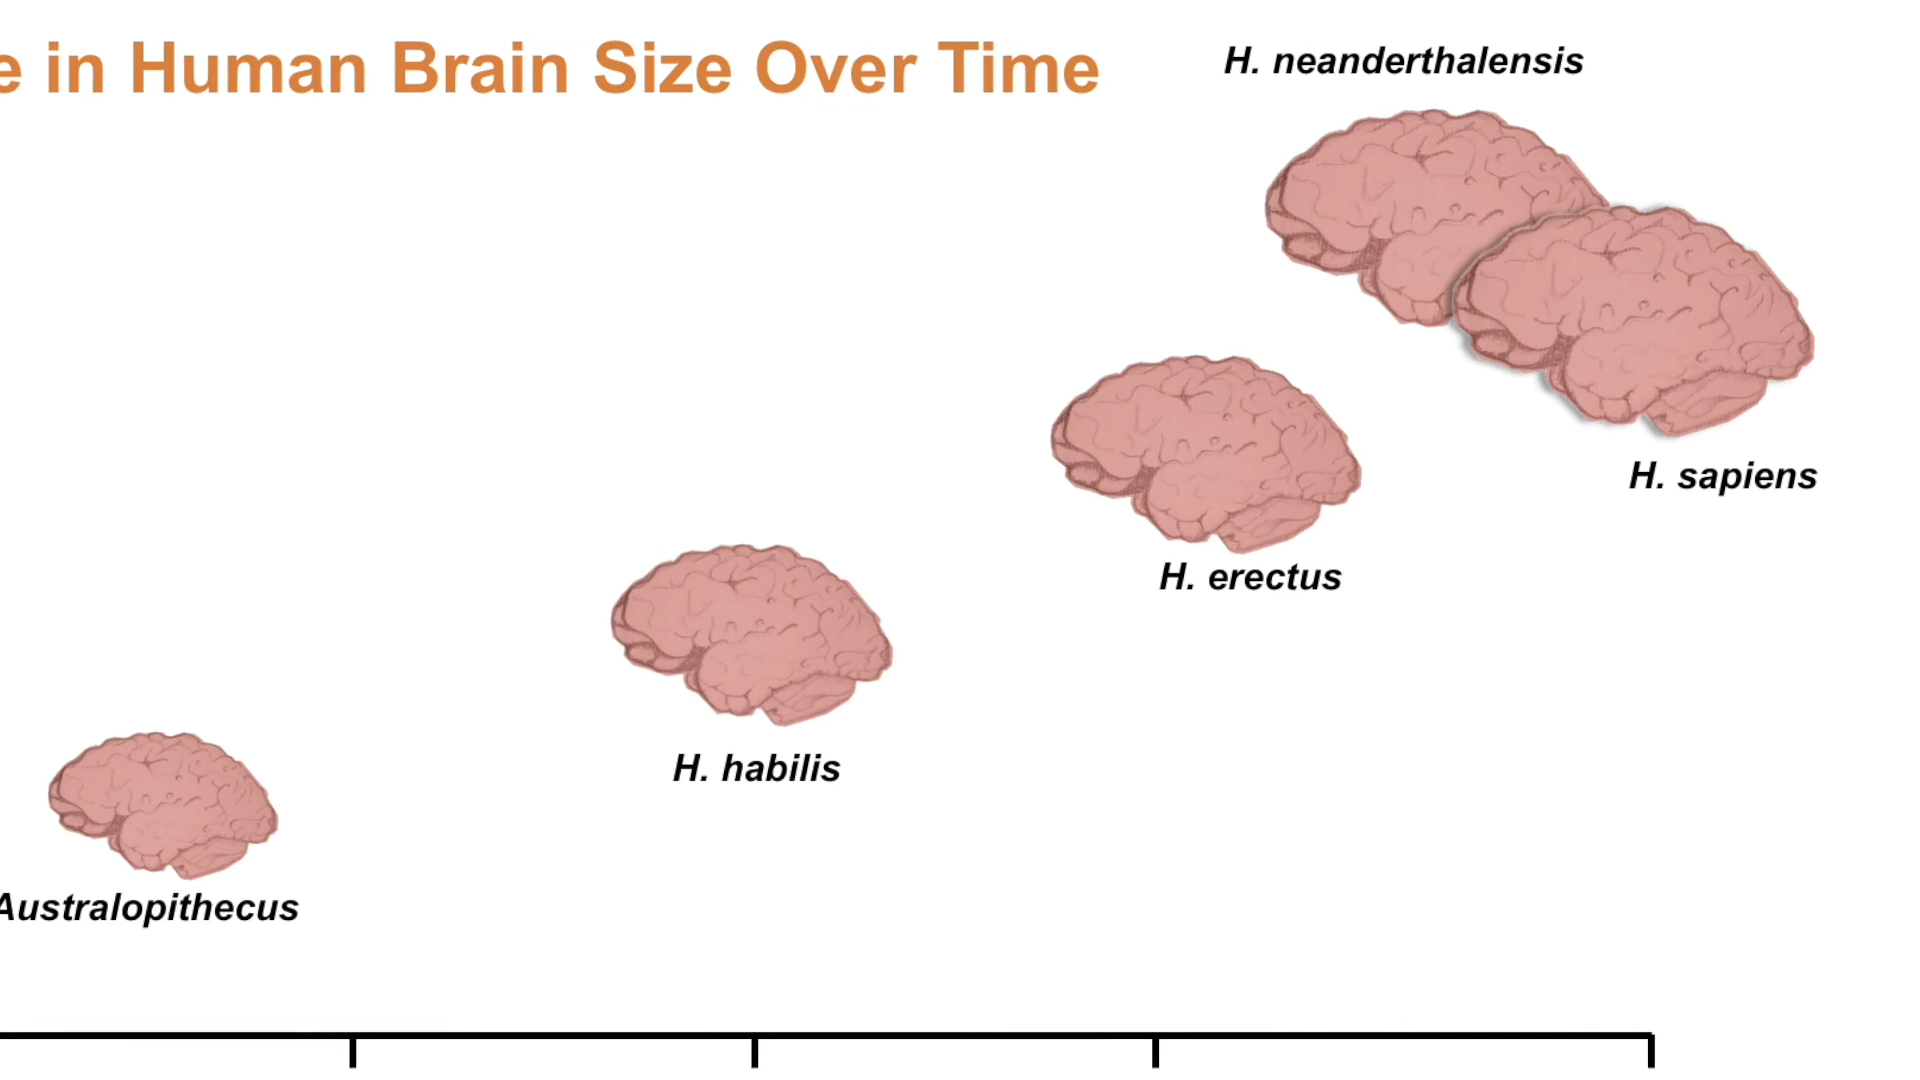 e in Human Brain Size Over Time
H. neanderthalensis
H. sapiens
H. erectus
H. habilis
Australopithecus